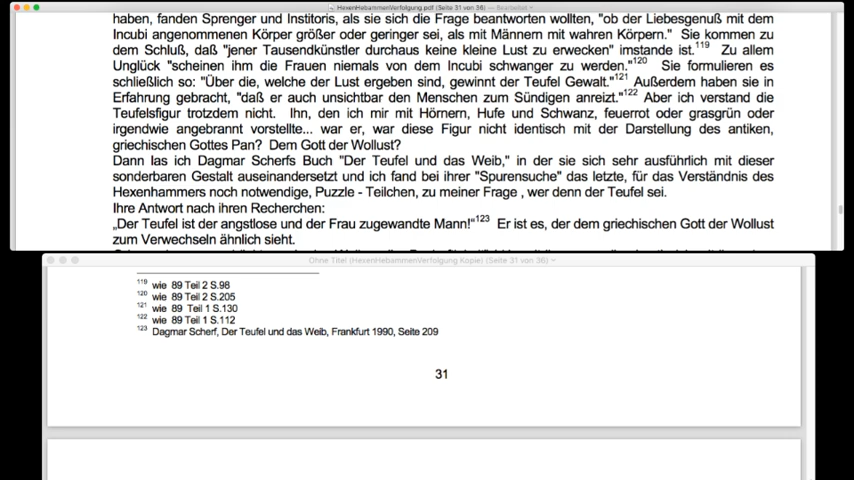 HexenHebammenVerfolgung.pdf (Seite 31 von 36) — Bearbeitet
haben, fanden Sprenger und Institoris, als sie sich die Frage beantworten wollten, "ob der Liebesgenuß mit dem
Incubi angenommenen Körper größer oder geringer sei, als mit Männern mit wahren Körpern." Sie kommen zu
dem Schluß, daß "jener Tausendkünstler durchaus keine kleine Lust zu erwecken" imstande ist.119 Zu allem
Unglück "scheinen ihm die Frauen niemals von dem Incubi schwanger zu werden."120 Sie formulieren es
schließlich so: "Über die, welche der Lust ergeben sind, gewinnt der Teufel Gewalt."121 Außerdem haben sie in
Erfahrung gebracht, "daß er auch unsichtbar den Menschen zum Sündigen anreizt."122 Aber ich verstand die
Teufelsfigur trotzdem nicht. Ihn, den ich mir mit Hörnern, Hufe und Schwanz, feuerrot oder grasgrün oder
irgendwie angebrannt vorstellte... war er, war diese Figur nicht identisch mit der Darstellung des antiken,
griechischen Gottes Pan? Dem Gott der Wollust?
Dann las ich Dagmar Scherfs Buch "Der Teufel und das Weib," in der sie sich sehr ausführlich mit dieser
sonderbaren Gestalt auseinandersetzt und ich fand bei ihrer "Spurensuche" das letzte, für das Verständnis des
Hexenhammers noch notwendige, Puzzle - Teilchen, zu meiner Frage , wer denn der Teufel sei.
Ihre Antwort nach ihren Recherchen:
„Der Teufel ist der angstlose und der Frau zugewandte Mann!"123 Er ist es, der dem griechischen Gott der Wollust
zum Verwechseln ähnlich sieht.
Ohne Titel (HexenHebammenVerfolgung Kopie) (Seite 31 von 36)
119 wie 89 Teil 2 S.98
120 wie 89 Teil 2 S.205
121 wie 89 Teil 1 S.130
122 wie 89 Teil 1 S.112
123 Dagmar Scherf, Der Teufel und das Weib, Frankfurt 1990, Seite 209
31